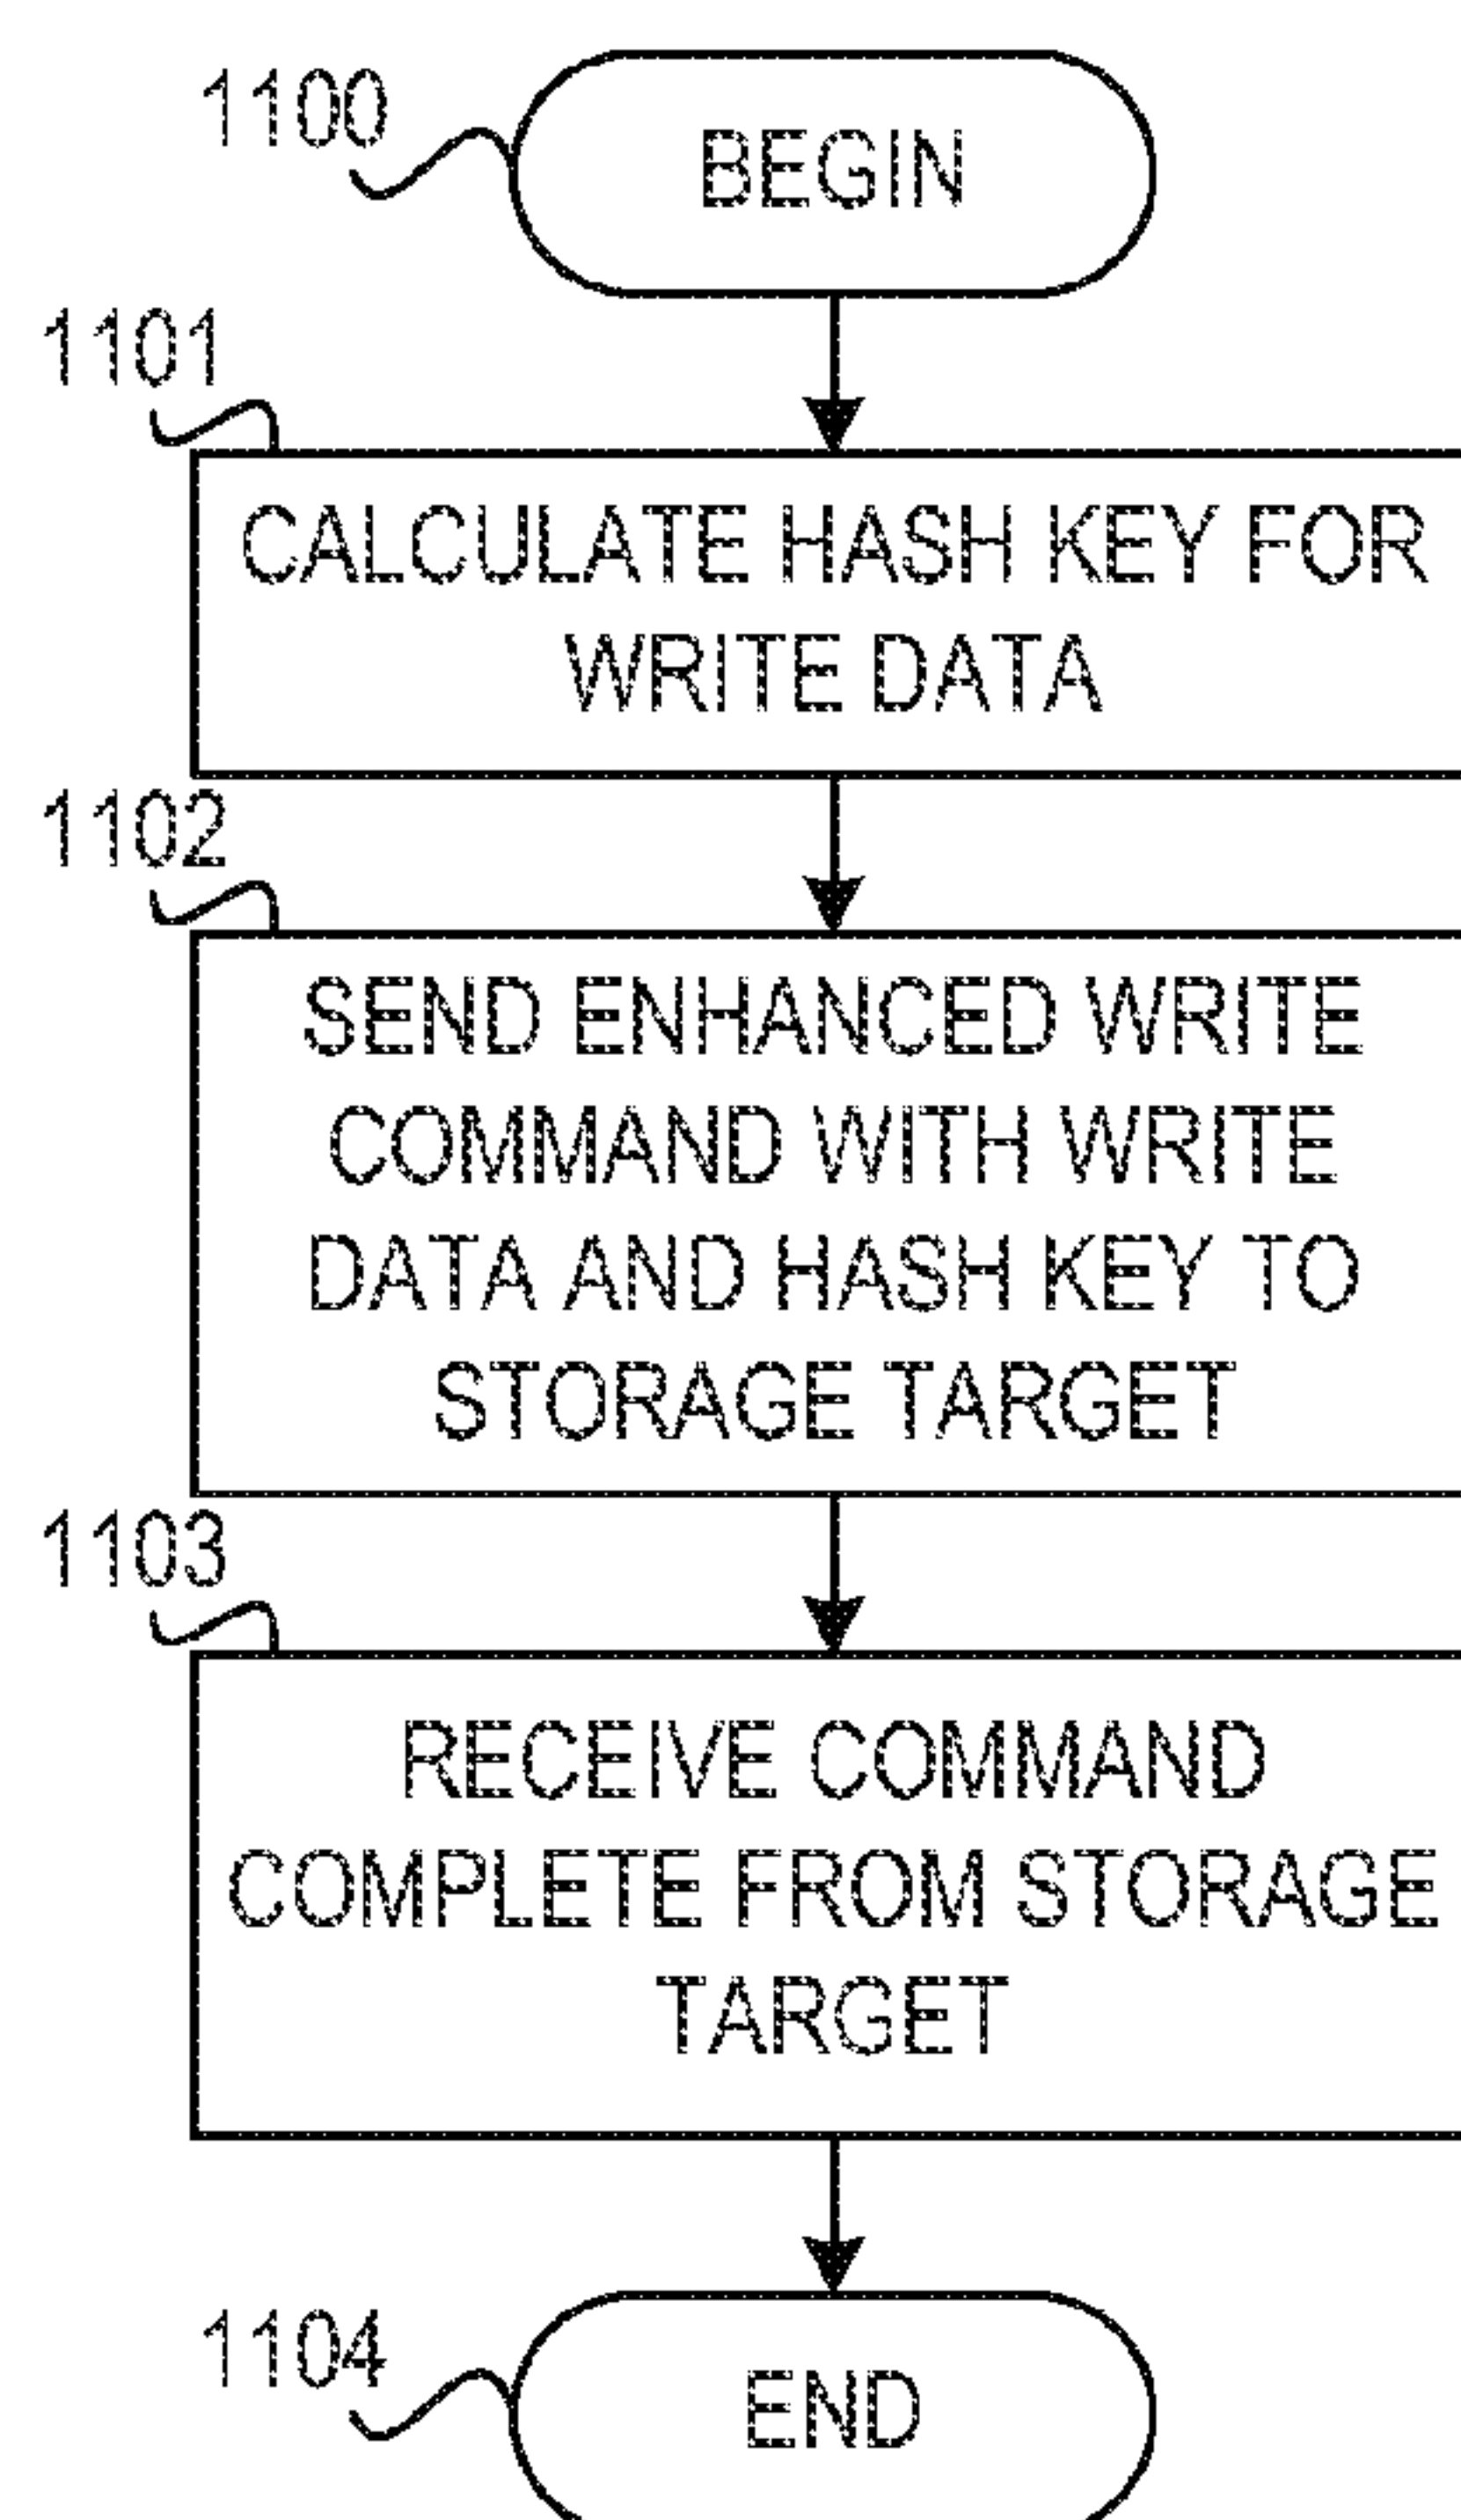 1100
BEGIN
1101
CALCULATE HASH KEY FOR
WRITE DATA
1102
SEND ENHANCED WRITE
COMMAND WITH WRITE
DATA AND HASH KEY TO
STORAGE TARGET
1103
RECEIVE COMMAND
COMPLETE FROM STORAGE
TARGET
1104
END